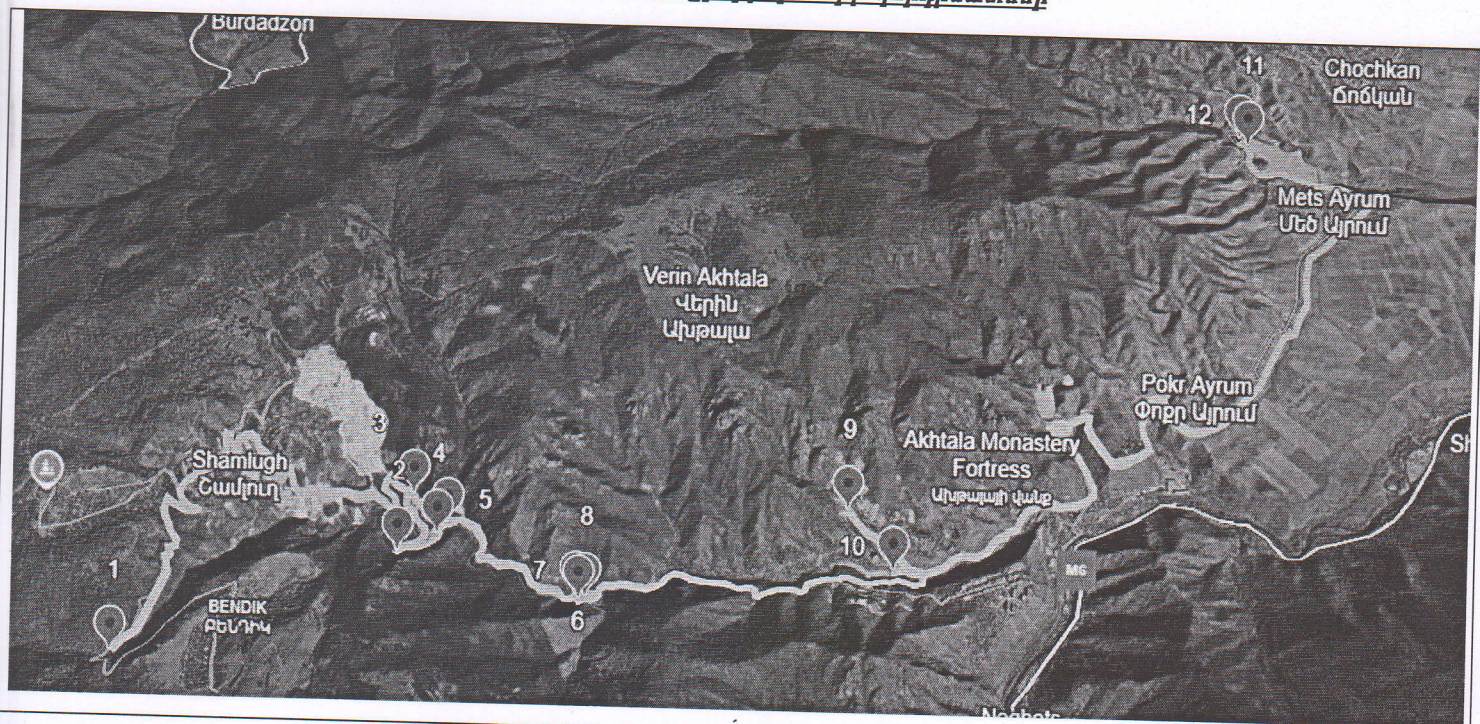 Burdadzor
11
Chochkan
Ճոճկան
12
Mets Ayrum
Մեծ Այրում
Verin Akhtala
Վերին
Ախթալա
Pokr Ayrum
Փոքր Այրում
3
9
Akhtala Monastery
Fortress
Ախթալայի վանք
Shamlugh
Շամլուղ
2
4
5
8
10
1
7
M6
6
BENDIK
ԲԵՆԴԻԿ